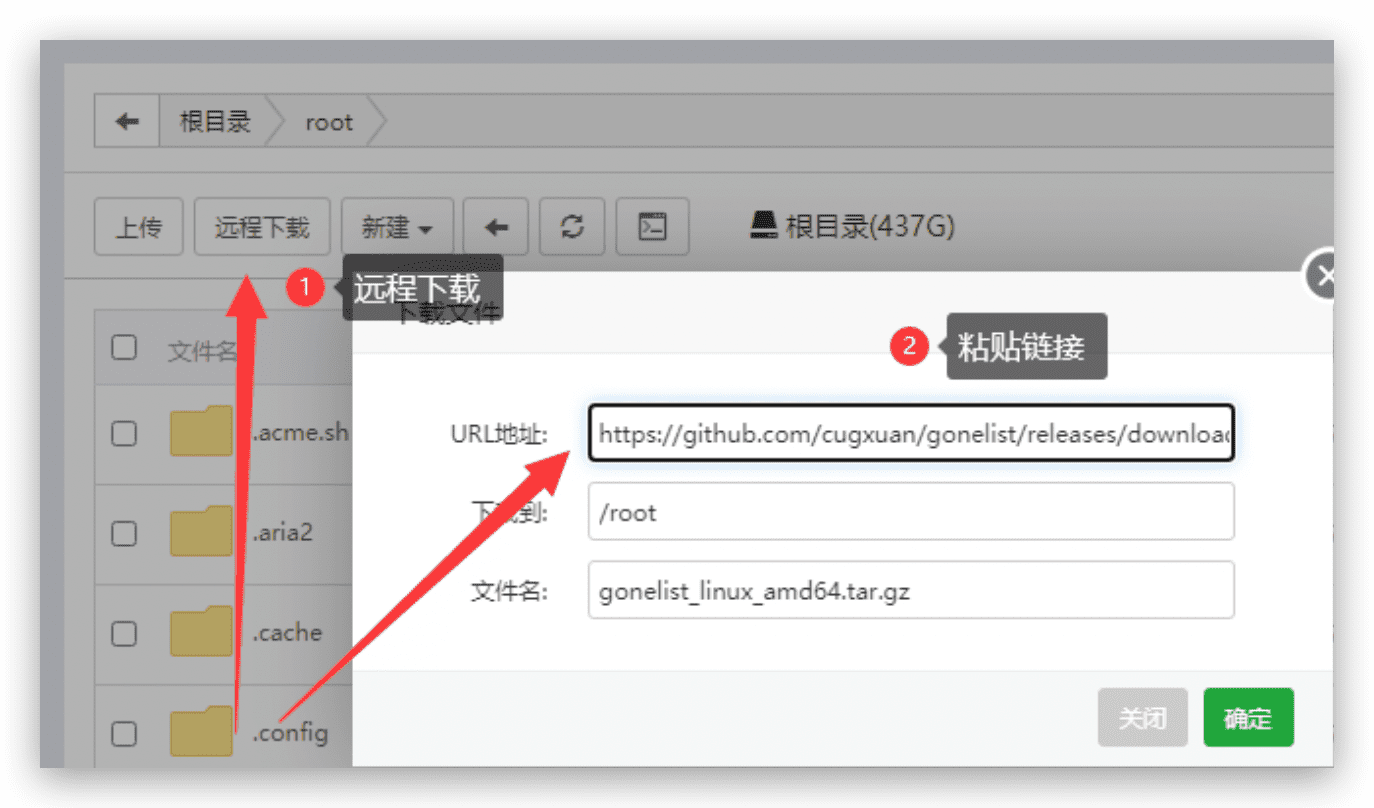 根目录 root
上传 远程下载 新建 根目录(437G)
1 远程下载
下载文件
2 粘贴链接
文件名
URL地址: https://github.com/cugxuan/gonelist/releases/downloa
.acme.sh
下载到: /root
.aria2
文件名: gonelist_linux_amd64.tar.gz
.cache
关闭 确定
.config